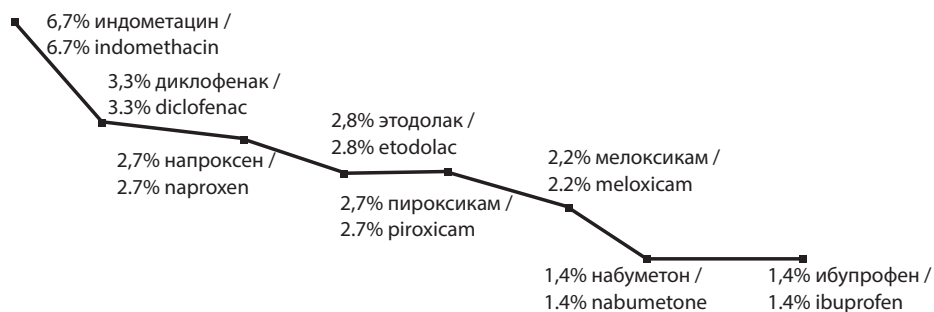 6,7% индометацин /
6.7% indomethacin
3,3% диклофенак /
3.3% diclofenac
2,7% напроксен /
2.7% naproxen
2,8% этодолак /
2.8% etodolac
2,7% пироксикам /
2.7% piroxicam
2,2% мелоксикам /
2.2% meloxicam
1,4% набуметон /
1.4% nabumetone
1,4% ибупрофен /
1.4% ibuprofen